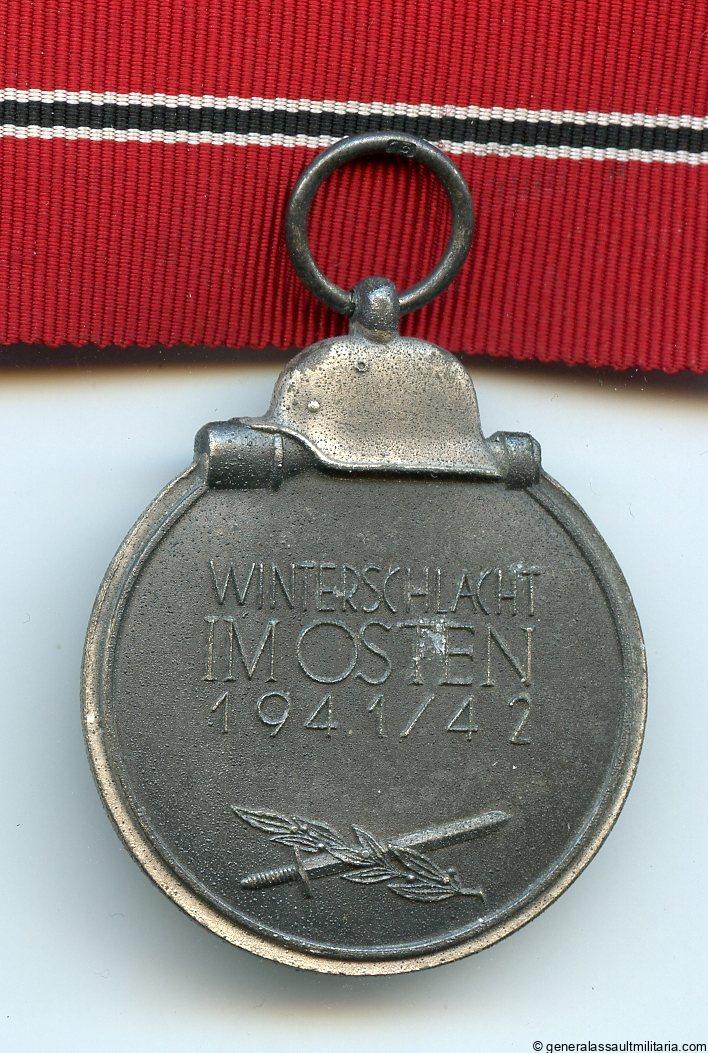 WINTERSCHLACHT
IM OSTEN
1941/42
© generalassaultmilitaria.com